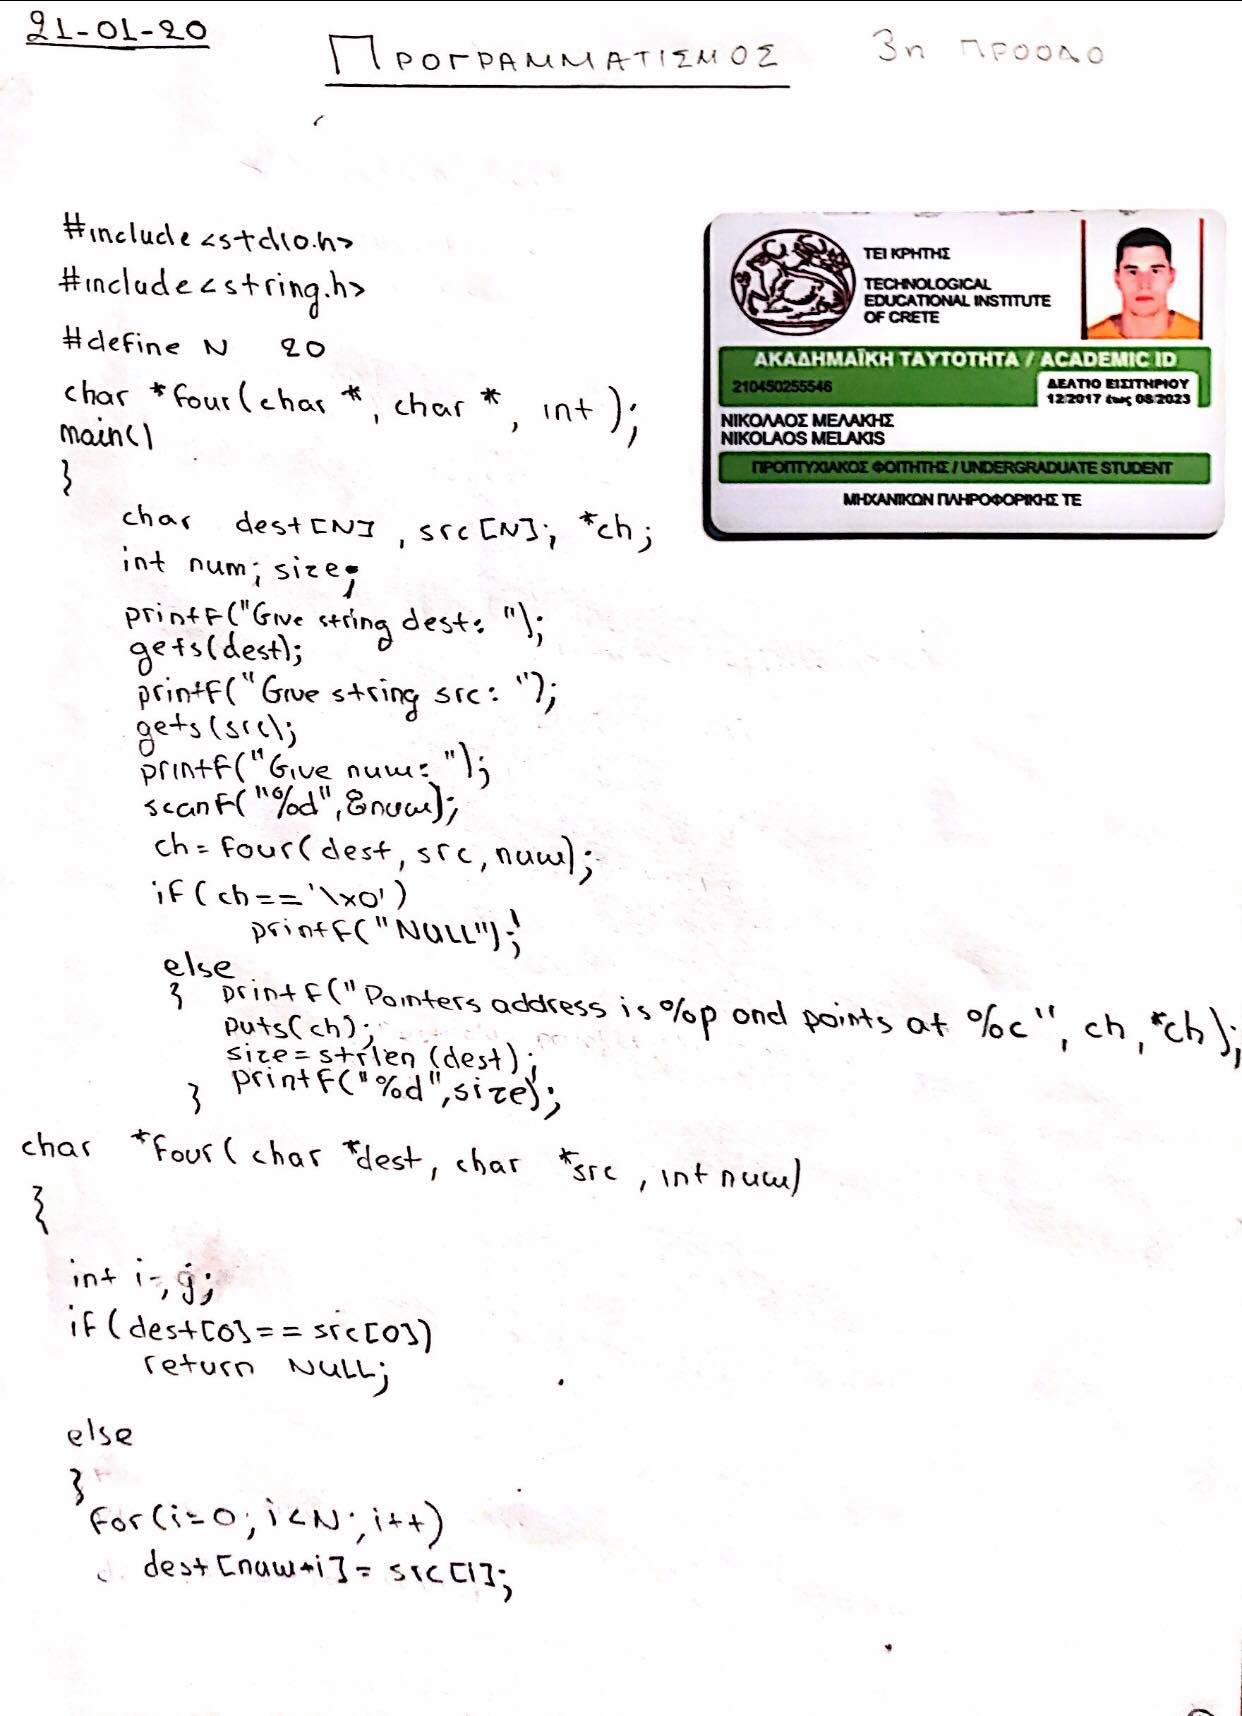 21-01-20
ΠΡΟΓΡΑΜΜΑΤΙΣΜΟΣ 3η ΠΡΟΟΔΟ
#include<stdio.h>
#include<string.h>
#define N 20
char *four(char *, char *, int );
main()
{
char dest[N], src[N]; *ch;
int num; size;
printf("Give string dest: ");
gets(dest);
printf("Give string src: ");
gets(src);
printf("Give num: ");
scanf("%d",&num);
ch=four(dest, src, num);
if(ch=='\x0')
printf("NULL");
else
{ printf("Pointers address is %p and points at %c", ch, *ch);
puts(ch);
size=strlen(dest);
printf("%d",size);
}
char *four(char *dest, char *src, int num)
{
int i, j;
if(dest[0]==src[0])
return NULL;
else
{
for(i=0; i<N; i++)
dest[num+i]=src[i];
ΤΕΙ ΚΡΗΤΗΣ
TECHNOLOGICAL
EDUCATIONAL INSTITUTE
OF CRETE
ΑΚΑΔΗΜΑΪΚΗ ΤΑΥΤΟΤΗΤΑ / ACADEMIC ID
210450255546
ΔΕΛΤΙΟ ΕΙΣΙΤΗΡΙΟΥ
12/2017 έως 08/2023
ΝΙΚΟΛΑΟΣ ΜΕΛΑΚΗΣ
NIKOLAOS MELAKIS
ΠΡΟΠΤΥΧΙΑΚΟΣ ΦΟΙΤΗΤΗΣ / UNDERGRADUATE STUDENT
ΜΗΧΑΝΙΚΩΝ ΠΛΗΡΟΦΟΡΙΚΗΣ ΤΕ